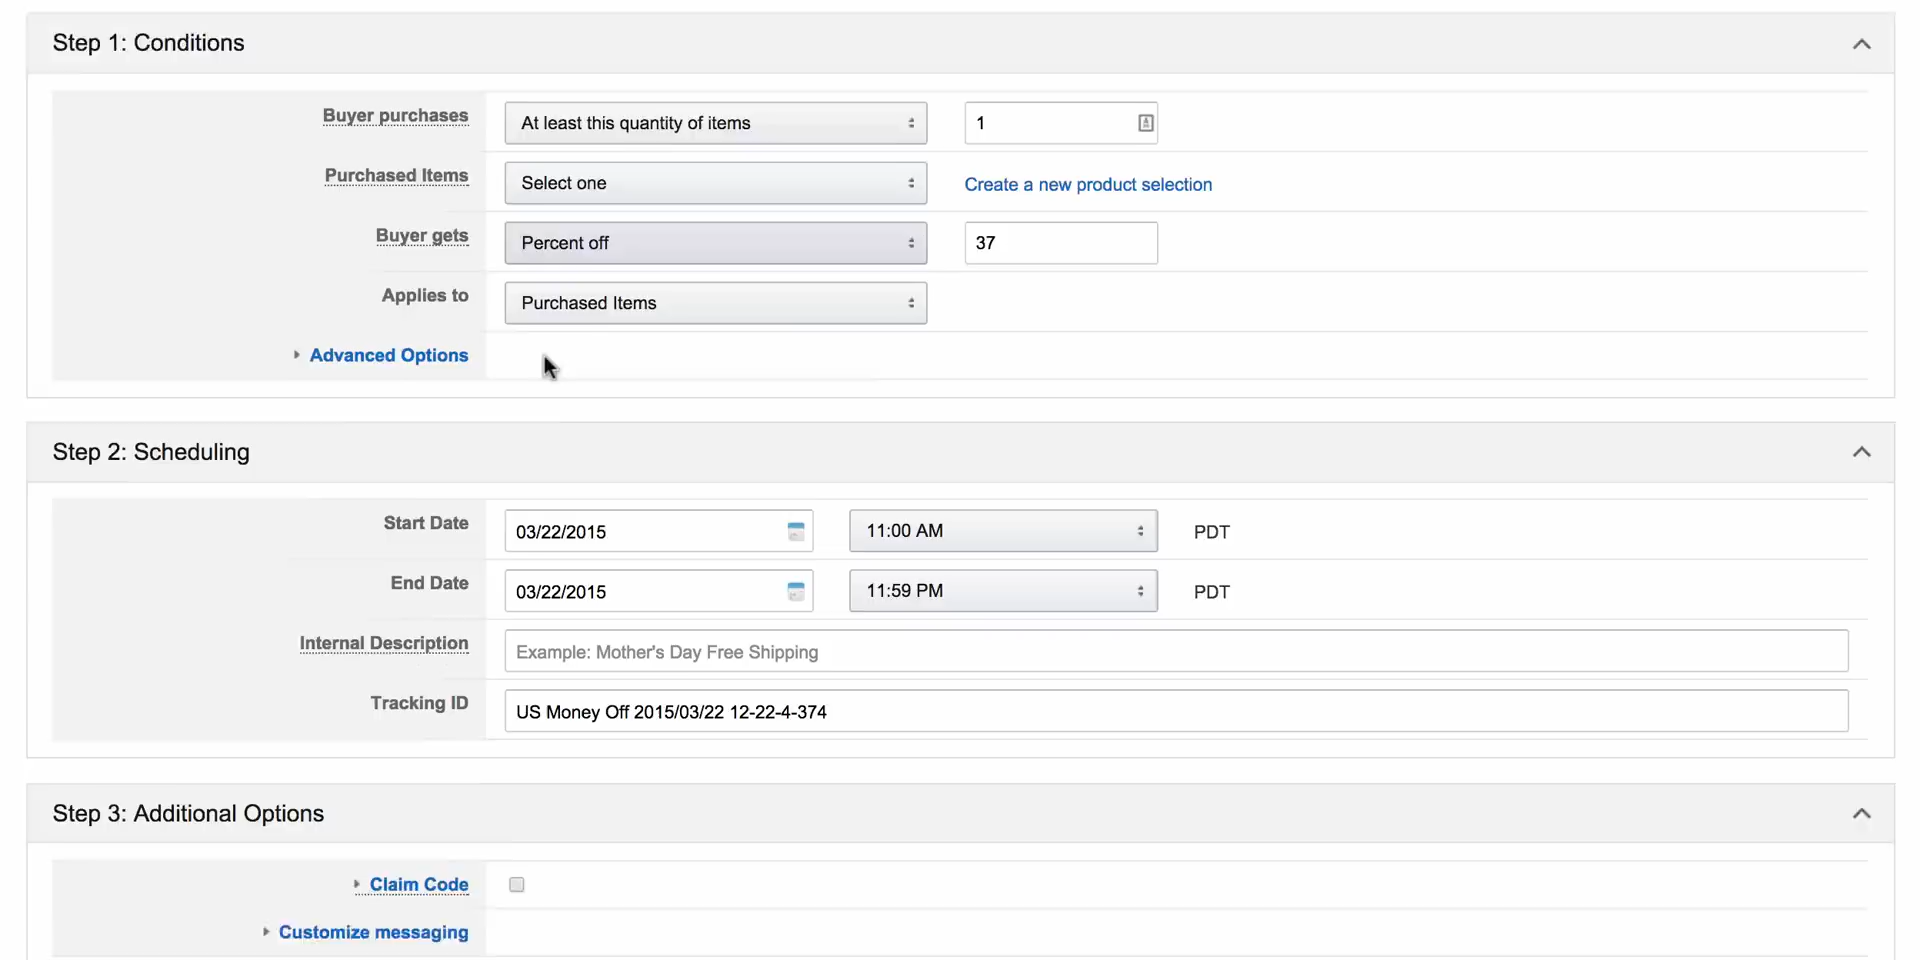 Step 1: Conditions
Buyer purchases At least this quantity of items 1
Purchased Items Select one Create a new product selection
Buyer gets Percent off 37
Applies to Purchased Items
Advanced Options
Step 2: Scheduling
Start Date 03/22/2015 11:00 AM PDT
End Date 03/22/2015 11:59 PM PDT
Internal Description Example: Mother's Day Free Shipping
Tracking ID US Money Off 2015/03/22 12-22-4-374
Step 3: Additional Options
Claim Code
Customize messaging